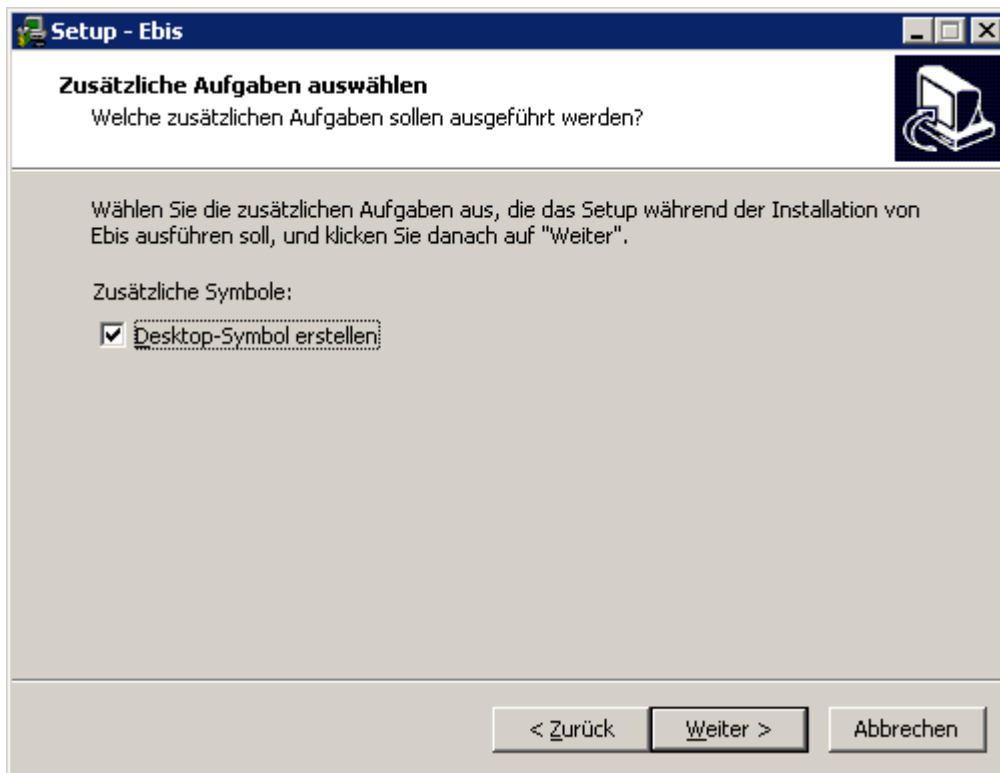 Setup - Ebis
Zusätzliche Aufgaben auswählen
Welche zusätzlichen Aufgaben sollen ausgeführt werden?
Wählen Sie die zusätzlichen Aufgaben aus, die das Setup während der Installation von
Ebis ausführen soll, und klicken Sie danach auf "Weiter".
Zusätzliche Symbole:
Desktop-Symbol erstellen
< Zurück
Weiter >
Abbrechen